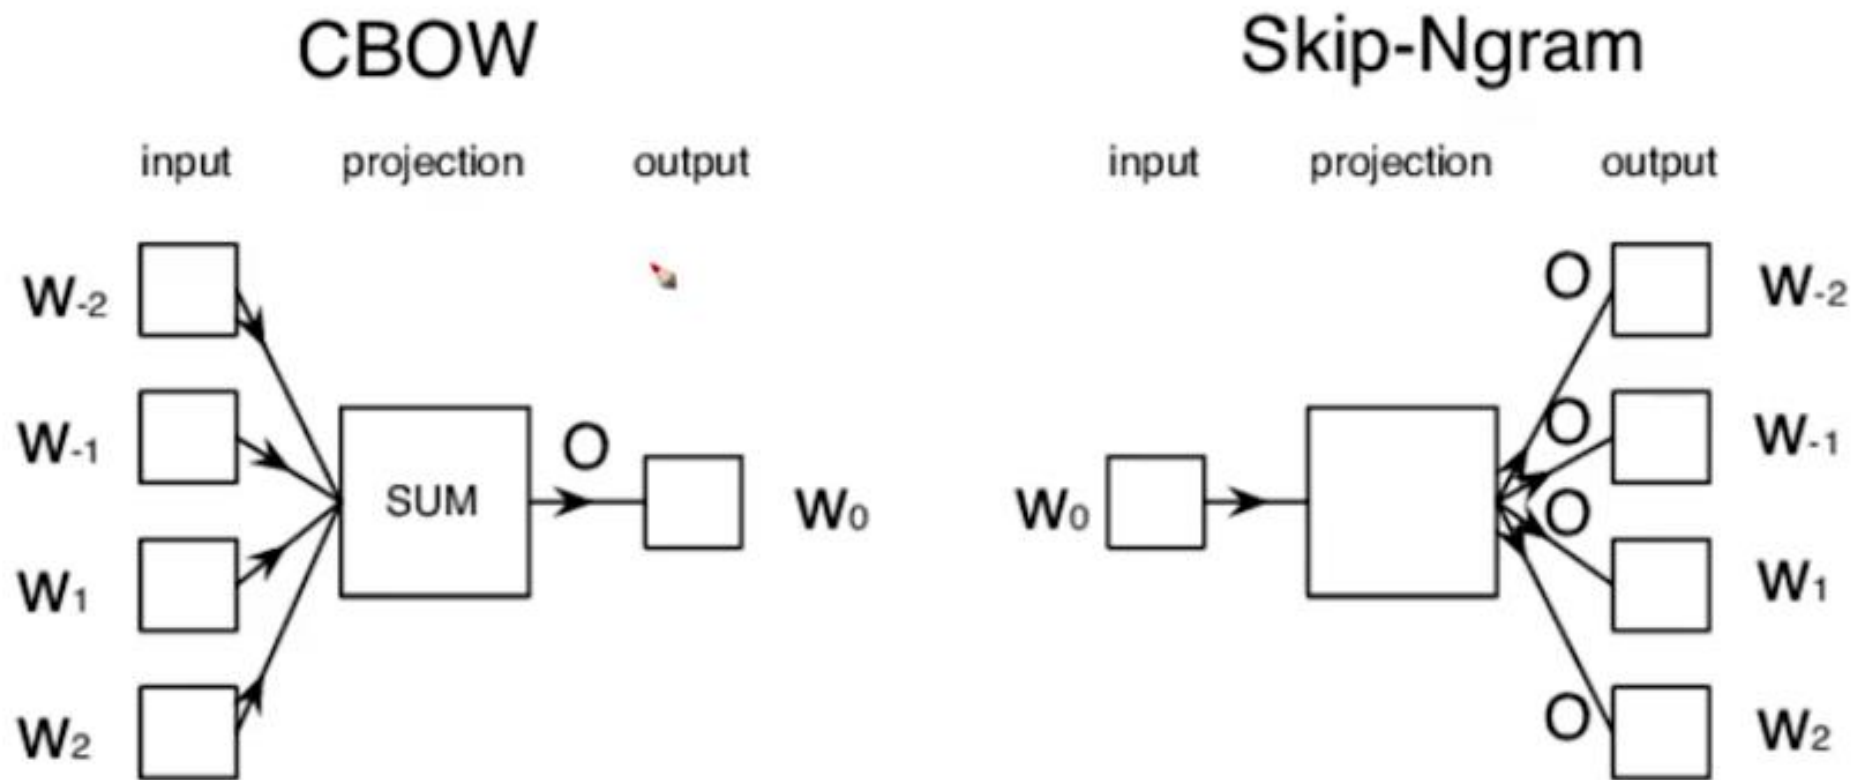 CBOW
input projection output
W-2
W-1
W1
W2
SUM
O
W0
Skip-Ngram
input projection output
W0
O
O
O
O
W-2
W-1
W1
W2